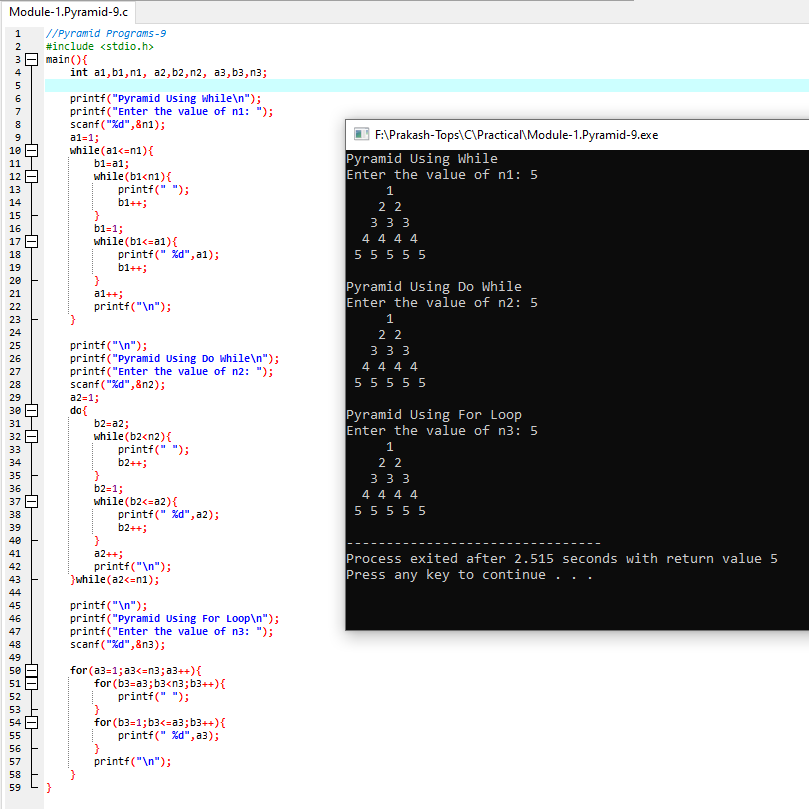 Module-1.Pyramid-9.c
1 //Pyramid Programs-9
2 #include <stdio.h>
3 main(){
4 int a1,b1,n1, a2,b2,n2, a3,b3,n3;
5
6 printf("Pyramid Using While\n");
7 printf("Enter the value of n1: ");
8 scanf("%d",&n1);
9 a1=1;
10 while(a1<=n1){
11 b1=a1;
12 while(b1<n1){
13 printf(" ");
14 b1++;
15 }
16 b1=1;
17 while(b1<=a1){
18 printf(" %d",a1);
19 b1++;
20 }
21 a1++;
22 printf("\n");
23 }
24
25 printf("\n");
26 printf("Pyramid Using Do While\n");
27 printf("Enter the value of n2: ");
28 scanf("%d",&n2);
29 a2=1;
30 do{
31 b2=a2;
32 while(b2<n2){
33 printf(" ");
34 b2++;
35 }
36 b2=1;
37 while(b2<=a2){
38 printf(" %d",a2);
39 b2++;
40 }
41 a2++;
42 printf("\n");
43 }while(a2<=n1);
44
45 printf("\n");
46 printf("Pyramid Using For Loop\n");
47 printf("Enter the value of n3: ");
48 scanf("%d",&n3);
49
50 for(a3=1;a3<=n3;a3++){
51 for(b3=a3;b3<n3;b3++){
52 printf(" ");
53 }
54 for(b3=1;b3<=a3;b3++){
55 printf(" %d",a3);
56 }
57 printf("\n");
58 }
59 }
F:\Prakash-Tops\C\Practical\Module-1.Pyramid-9.exe
Pyramid Using While
Enter the value of n1: 5
1
2 2
3 3 3
4 4 4 4
5 5 5 5 5
Pyramid Using Do While
Enter the value of n2: 5
1
2 2
3 3 3
4 4 4 4
5 5 5 5 5
Pyramid Using For Loop
Enter the value of n3: 5
1
2 2
3 3 3
4 4 4 4
5 5 5 5 5
--------------------------------
Process exited after 2.515 seconds with return value 5
Press any key to continue . . .